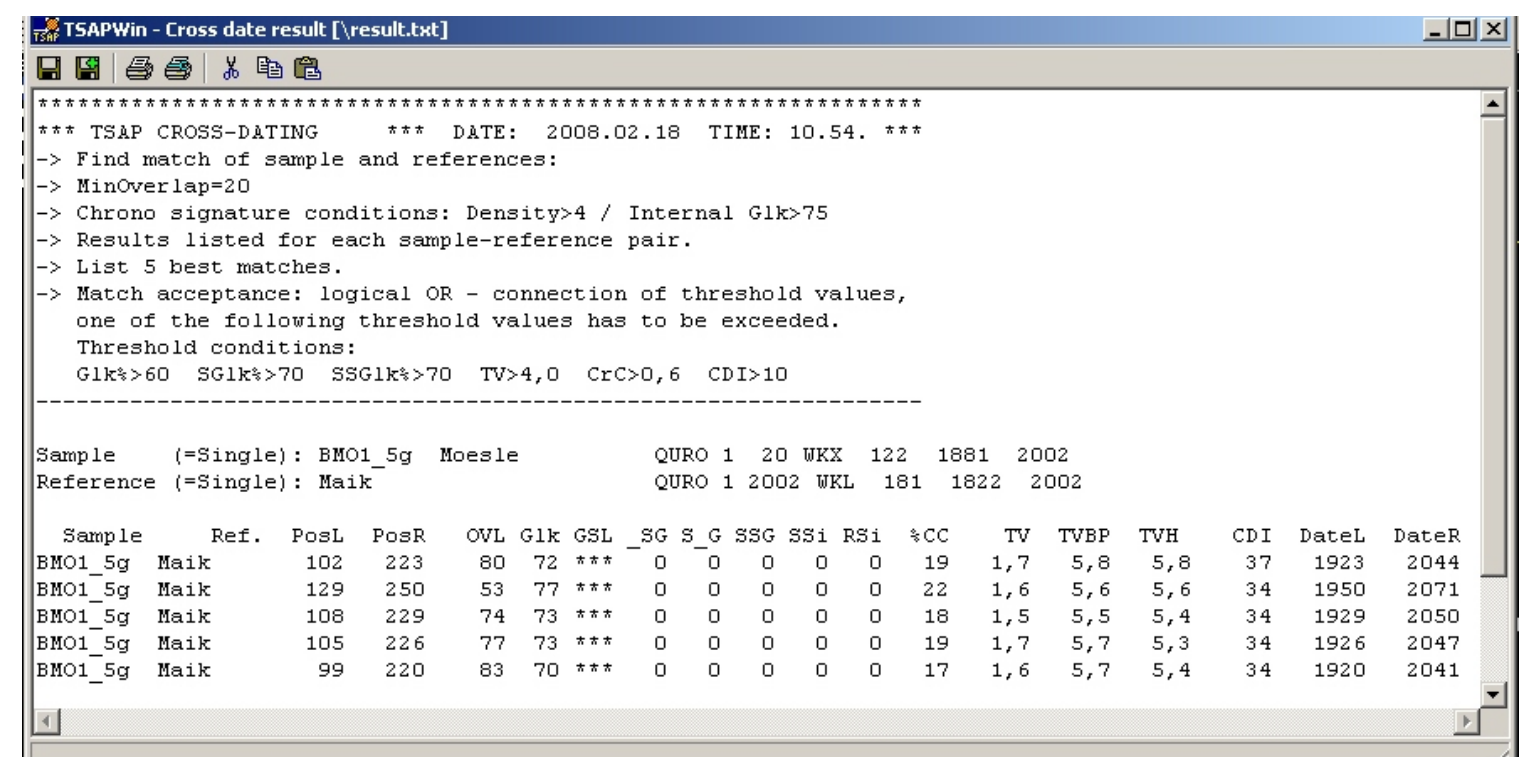 TSAPWin - Cross date result [\result.txt]
******************************************************************
*** TSAP CROSS-DATING     ***  DATE:  2008.02.18  TIME: 10.54. ***
-> Find match of sample and references:
-> MinOverlap=20
-> Chrono signature conditions: Density>4 / Internal Glk>75
-> Results listed for each sample-reference pair.
-> List 5 best matches.
-> Match acceptance: logical OR - connection of threshold values,
   one of the following threshold values has to be exceeded.
   Threshold conditions:
   Glk%>60  SGlk%>70  SSGlk%>70  TV>4,0  CrC>0,6  CDI>10
------------------------------------------------------------------
Sample    (=Single): BMO1_5g  Moesle          QURO 1  20 WKX  122  1881  2002
Reference (=Single): Maik                     QURO 1 2002 WKL  181  1822  2002
  Sample     Ref.  PosL  PosR   OVL Glk GSL _SG S_G SSG SSi RSi  %CC    TV  TVBP  TVH    CDI  DateL  DateR
BMO1_5g  Maik       102   223    80  72 ***   0   0   0   0   0   19   1,7   5,8   5,8    37   1923   2044
BMO1_5g  Maik       129   250    53  77 ***   0   0   0   0   0   22   1,6   5,6   5,6    34   1950   2071
BMO1_5g  Maik       108   229    74  73 ***   0   0   0   0   0   18   1,5   5,5   5,4    34   1929   2050
BMO1_5g  Maik       105   226    77  73 ***   0   0   0   0   0   19   1,7   5,7   5,3    34   1926   2047
BMO1_5g  Maik        99   220    83  70 ***   0   0   0   0   0   17   1,6   5,7   5,4    34   1920   2041